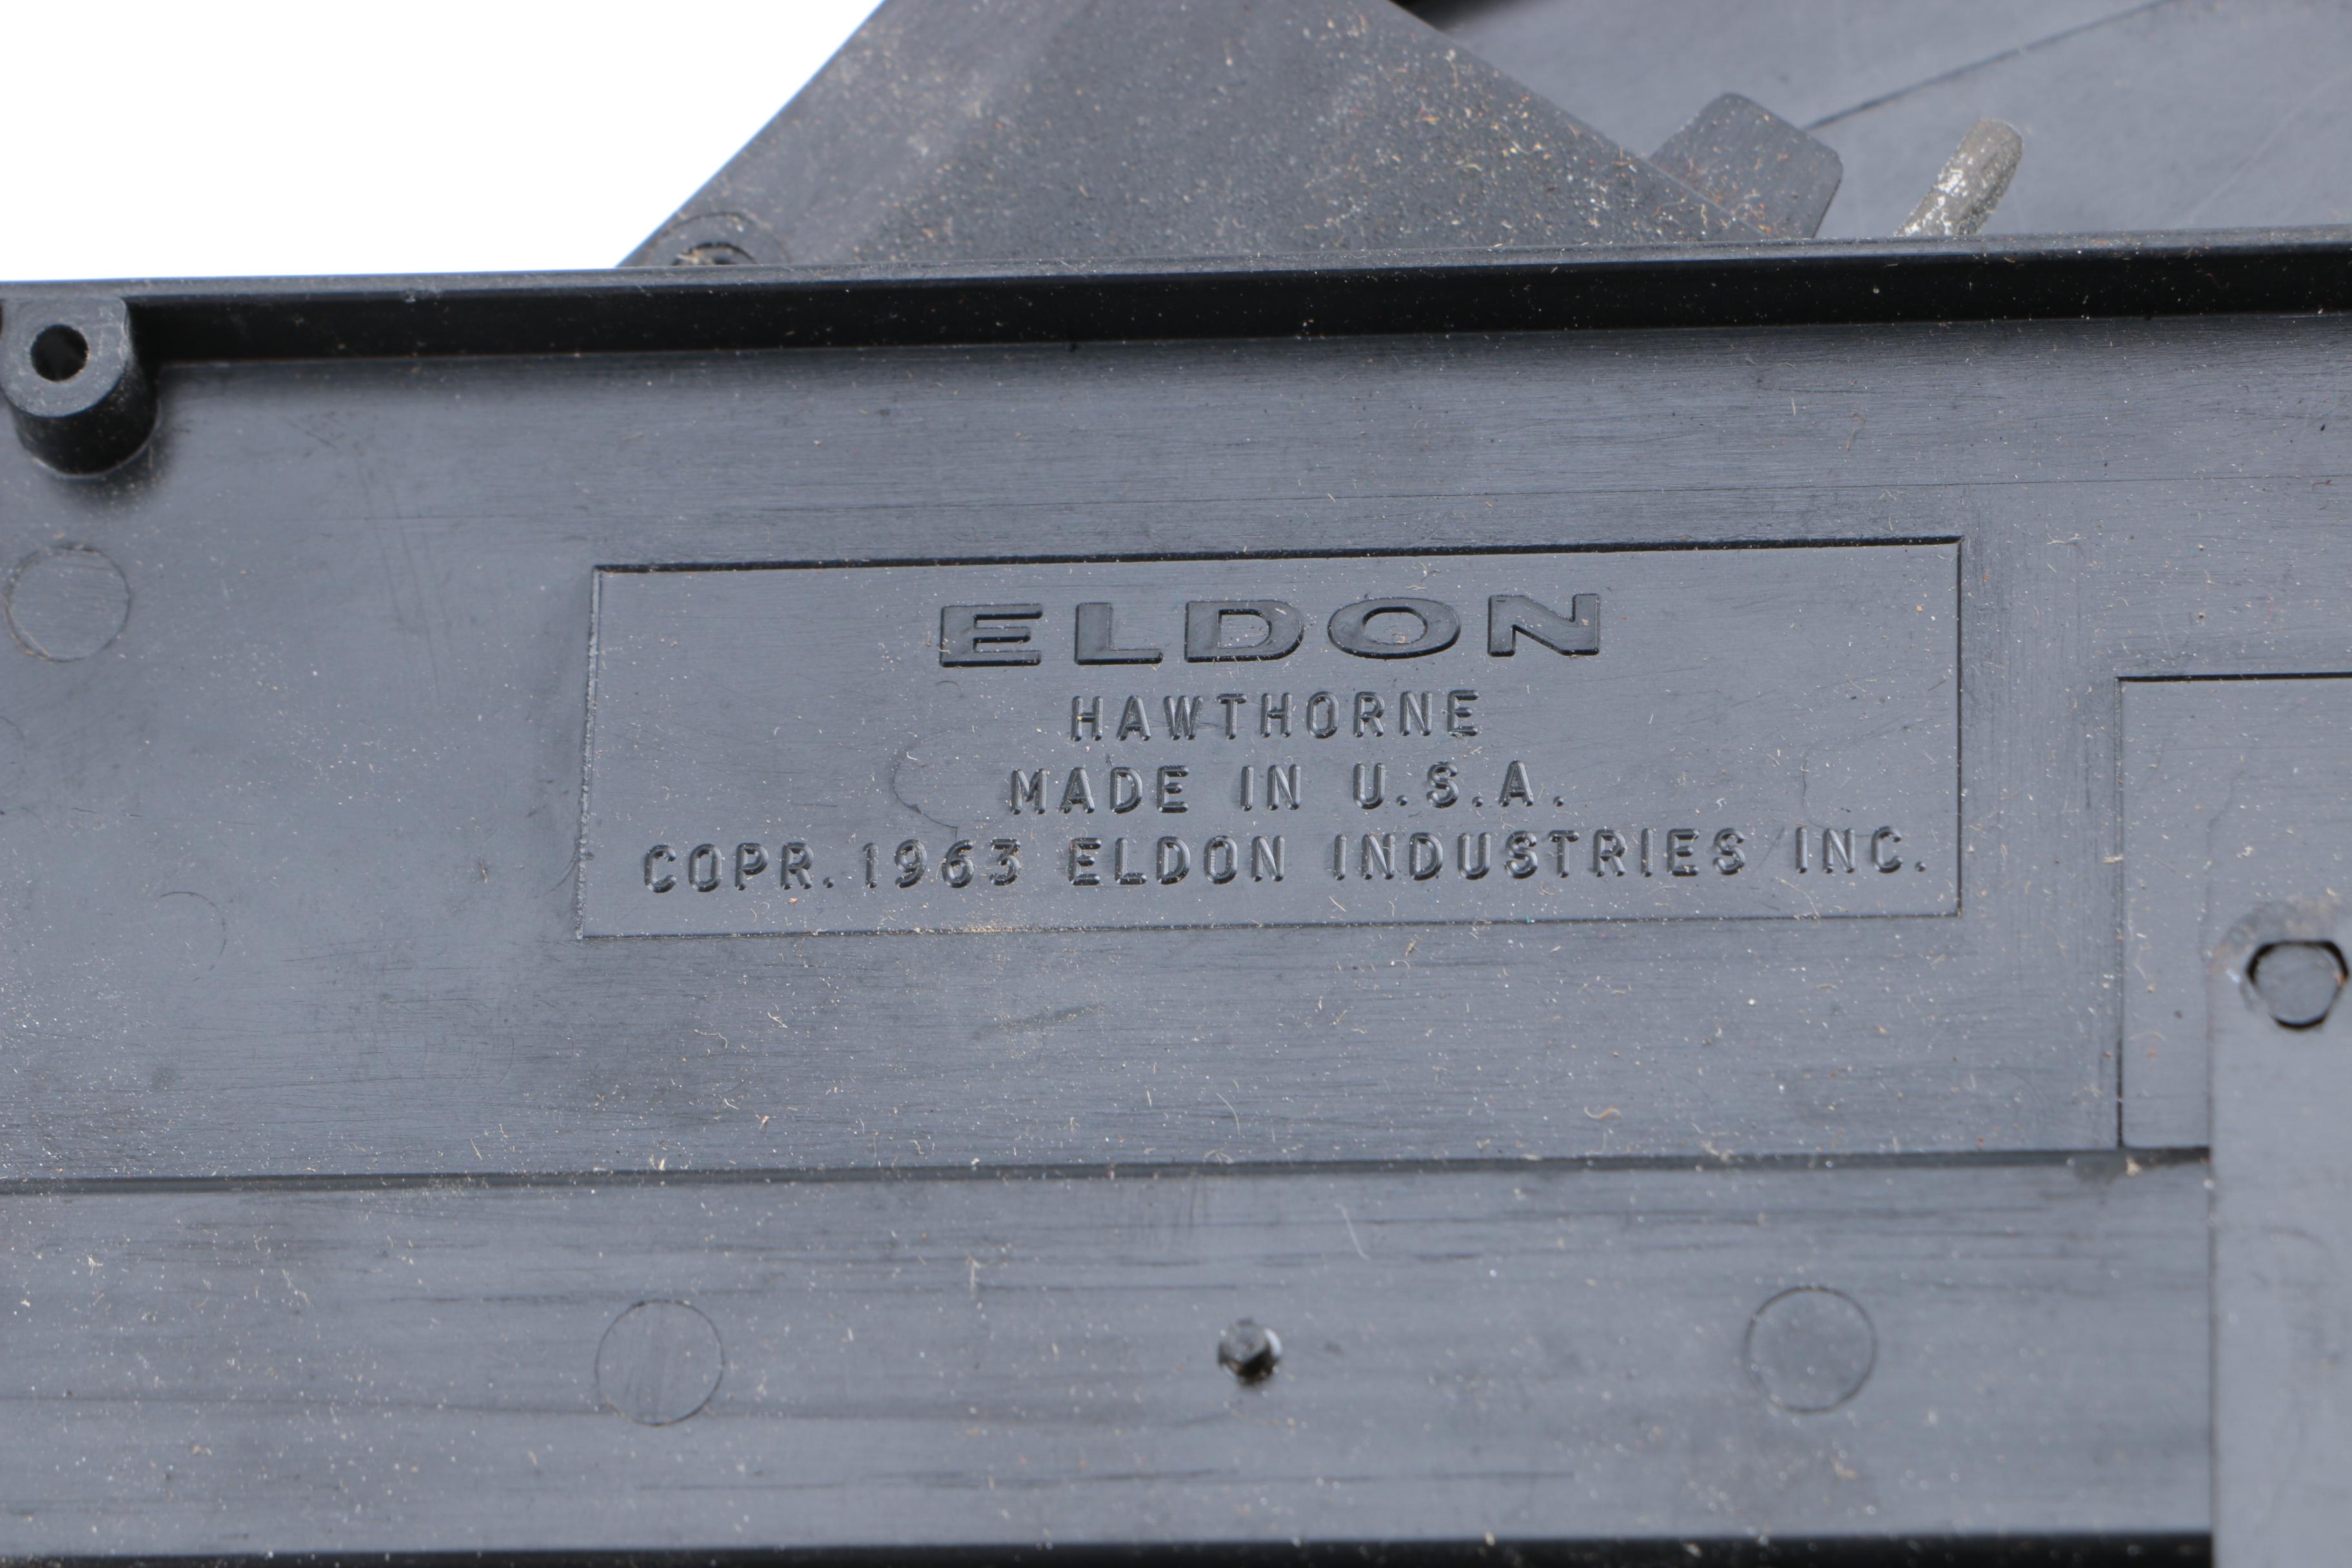 ELDON
HAWTHORNE
MADE IN U.S.A.
COPR. 1963 ELDON INDUSTRIES INC.